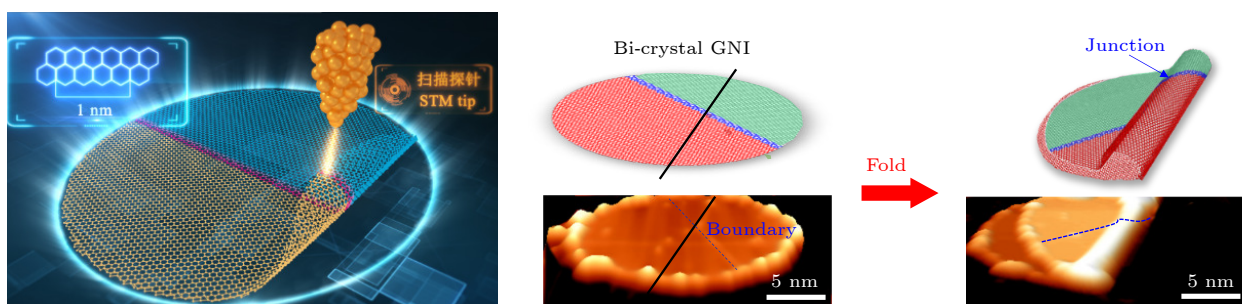 1 nm
扫描探针
STM tip
Bi-crystal GNI
Boundary
5 nm
Fold
Junction
5 nm